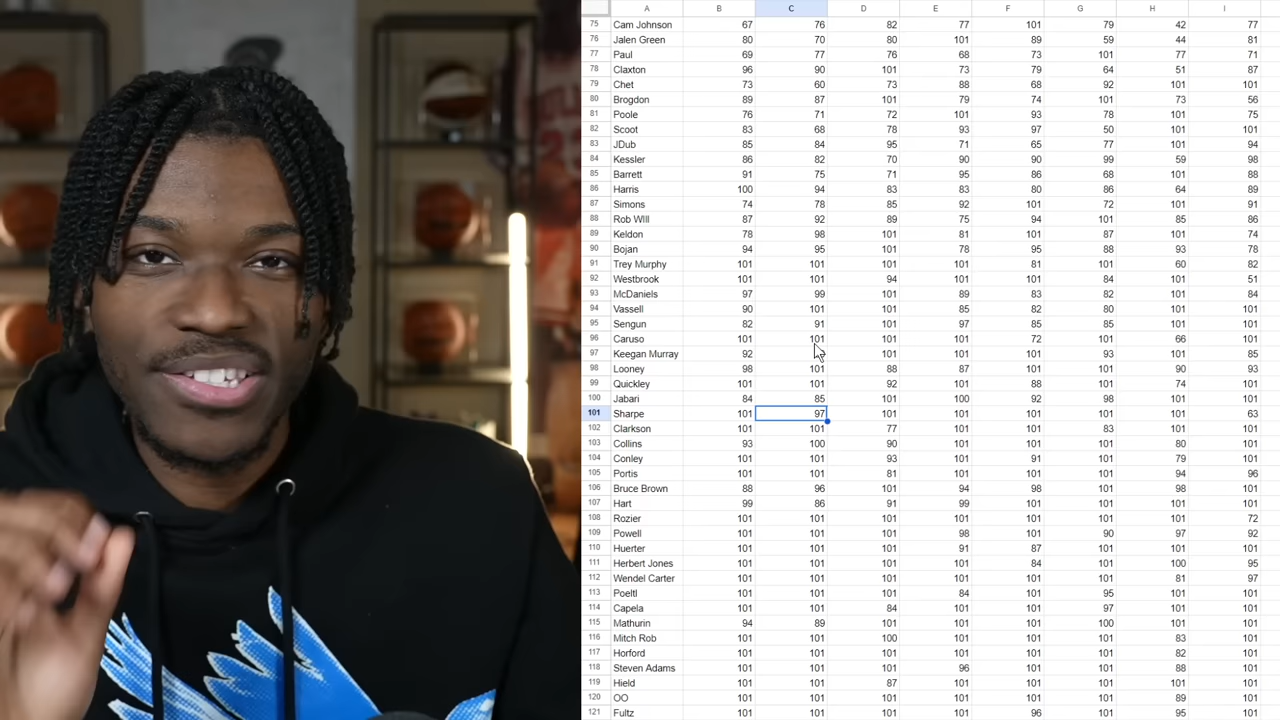 A B C D E F G H I
75 Cam Johnson 67 76 82 77 101 79 42 77
76 Jalen Green 80 70 80 101 89 59 44 81
77 Paul 69 77 76 68 73 101 77 71
78 Claxton 96 90 101 73 79 64 51 87
79 Chet 73 60 73 88 68 92 101 101
80 Brogdon 89 87 101 79 74 101 73 56
81 Poole 76 71 72 101 93 78 101 75
82 Scoot 83 68 78 93 97 50 101 101
83 JDub 85 84 95 71 65 77 101 94
84 Kessler 86 82 70 90 90 99 59 98
85 Barrett 91 75 71 95 86 68 101 88
86 Harris 100 94 83 83 80 86 64 89
87 Simons 74 78 85 92 101 72 101 91
88 Rob WIll 87 92 89 75 94 101 85 86
89 Keldon 78 98 101 81 101 87 101 74
90 Bojan 94 95 101 78 95 88 93 78
91 Trey Murphy 101 101 101 101 81 101 60 82
92 Westbrook 101 101 94 101 101 84 101 51
93 McDaniels 97 99 101 89 83 82 101 84
94 Vassell 90 101 101 85 82 80 101 101
95 Sengun 82 91 101 97 85 85 101 101
96 Caruso 101 101 101 101 72 101 66 101
97 Keegan Murray 92 101 101 101 93 101 85
98 Looney 98 101 88 87 101 101 90 93
99 Quickley 101 101 92 101 88 101 74 101
100 Jabari 84 85 101 100 92 98 101 101
101 Sharpe 101 97 101 101 101 101 101 63
102 Clarkson 101 101 77 101 101 83 101 101
103 Collins 93 100 90 101 101 101 80 101
104 Conley 101 101 93 101 91 101 79 101
105 Portis 101 101 81 101 101 101 94 96
106 Bruce Brown 88 96 101 94 98 101 98 101
107 Hart 99 86 91 99 101 101 101 101
108 Rozier 101 101 101 101 101 101 101 72
109 Powell 101 101 101 98 101 90 97 92
110 Huerter 101 101 101 91 87 101 101 101
111 Herbert Jones 101 101 101 101 84 101 100 95
112 Wendel Carter 101 101 101 101 101 101 81 97
113 Poeltl 101 101 101 84 101 95 101 101
114 Capela 101 101 84 101 101 97 101 101
115 Mathurin 94 89 101 101 101 100 101 101
116 Mitch Rob 101 101 100 101 101 101 83 101
117 Horford 101 101 101 101 101 101 82 101
118 Steven Adams 101 101 101 96 101 101 88 101
119 Hield 101 101 87 101 101 101 101 101
120 OO 101 101 101 101 101 101 89 101
121 Fultz 101 101 101 101 96 101 95 101